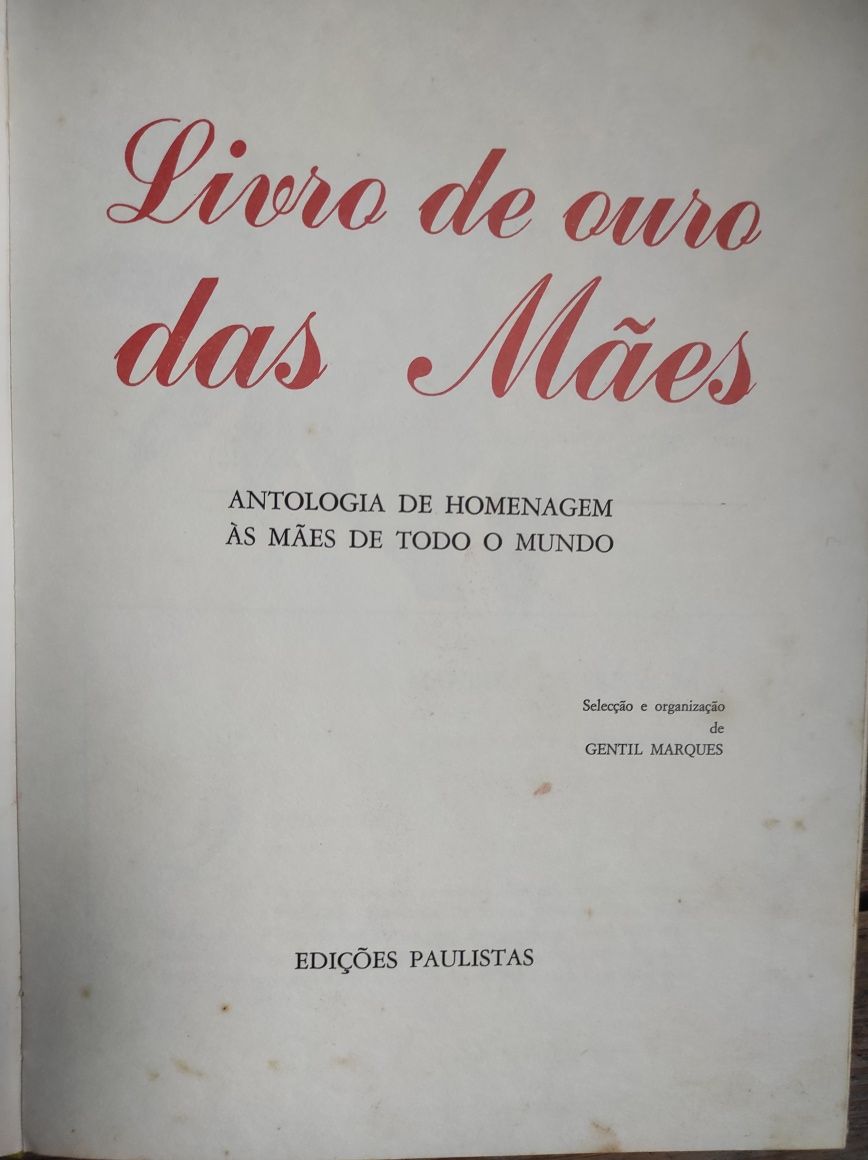 Livro de ouro
das Mães
ANTOLOGIA DE HOMENAGEM
ÀS MÃES DE TODO O MUNDO
Selecção e organização
de
GENTIL MARQUES
EDIÇÕES PAULISTAS